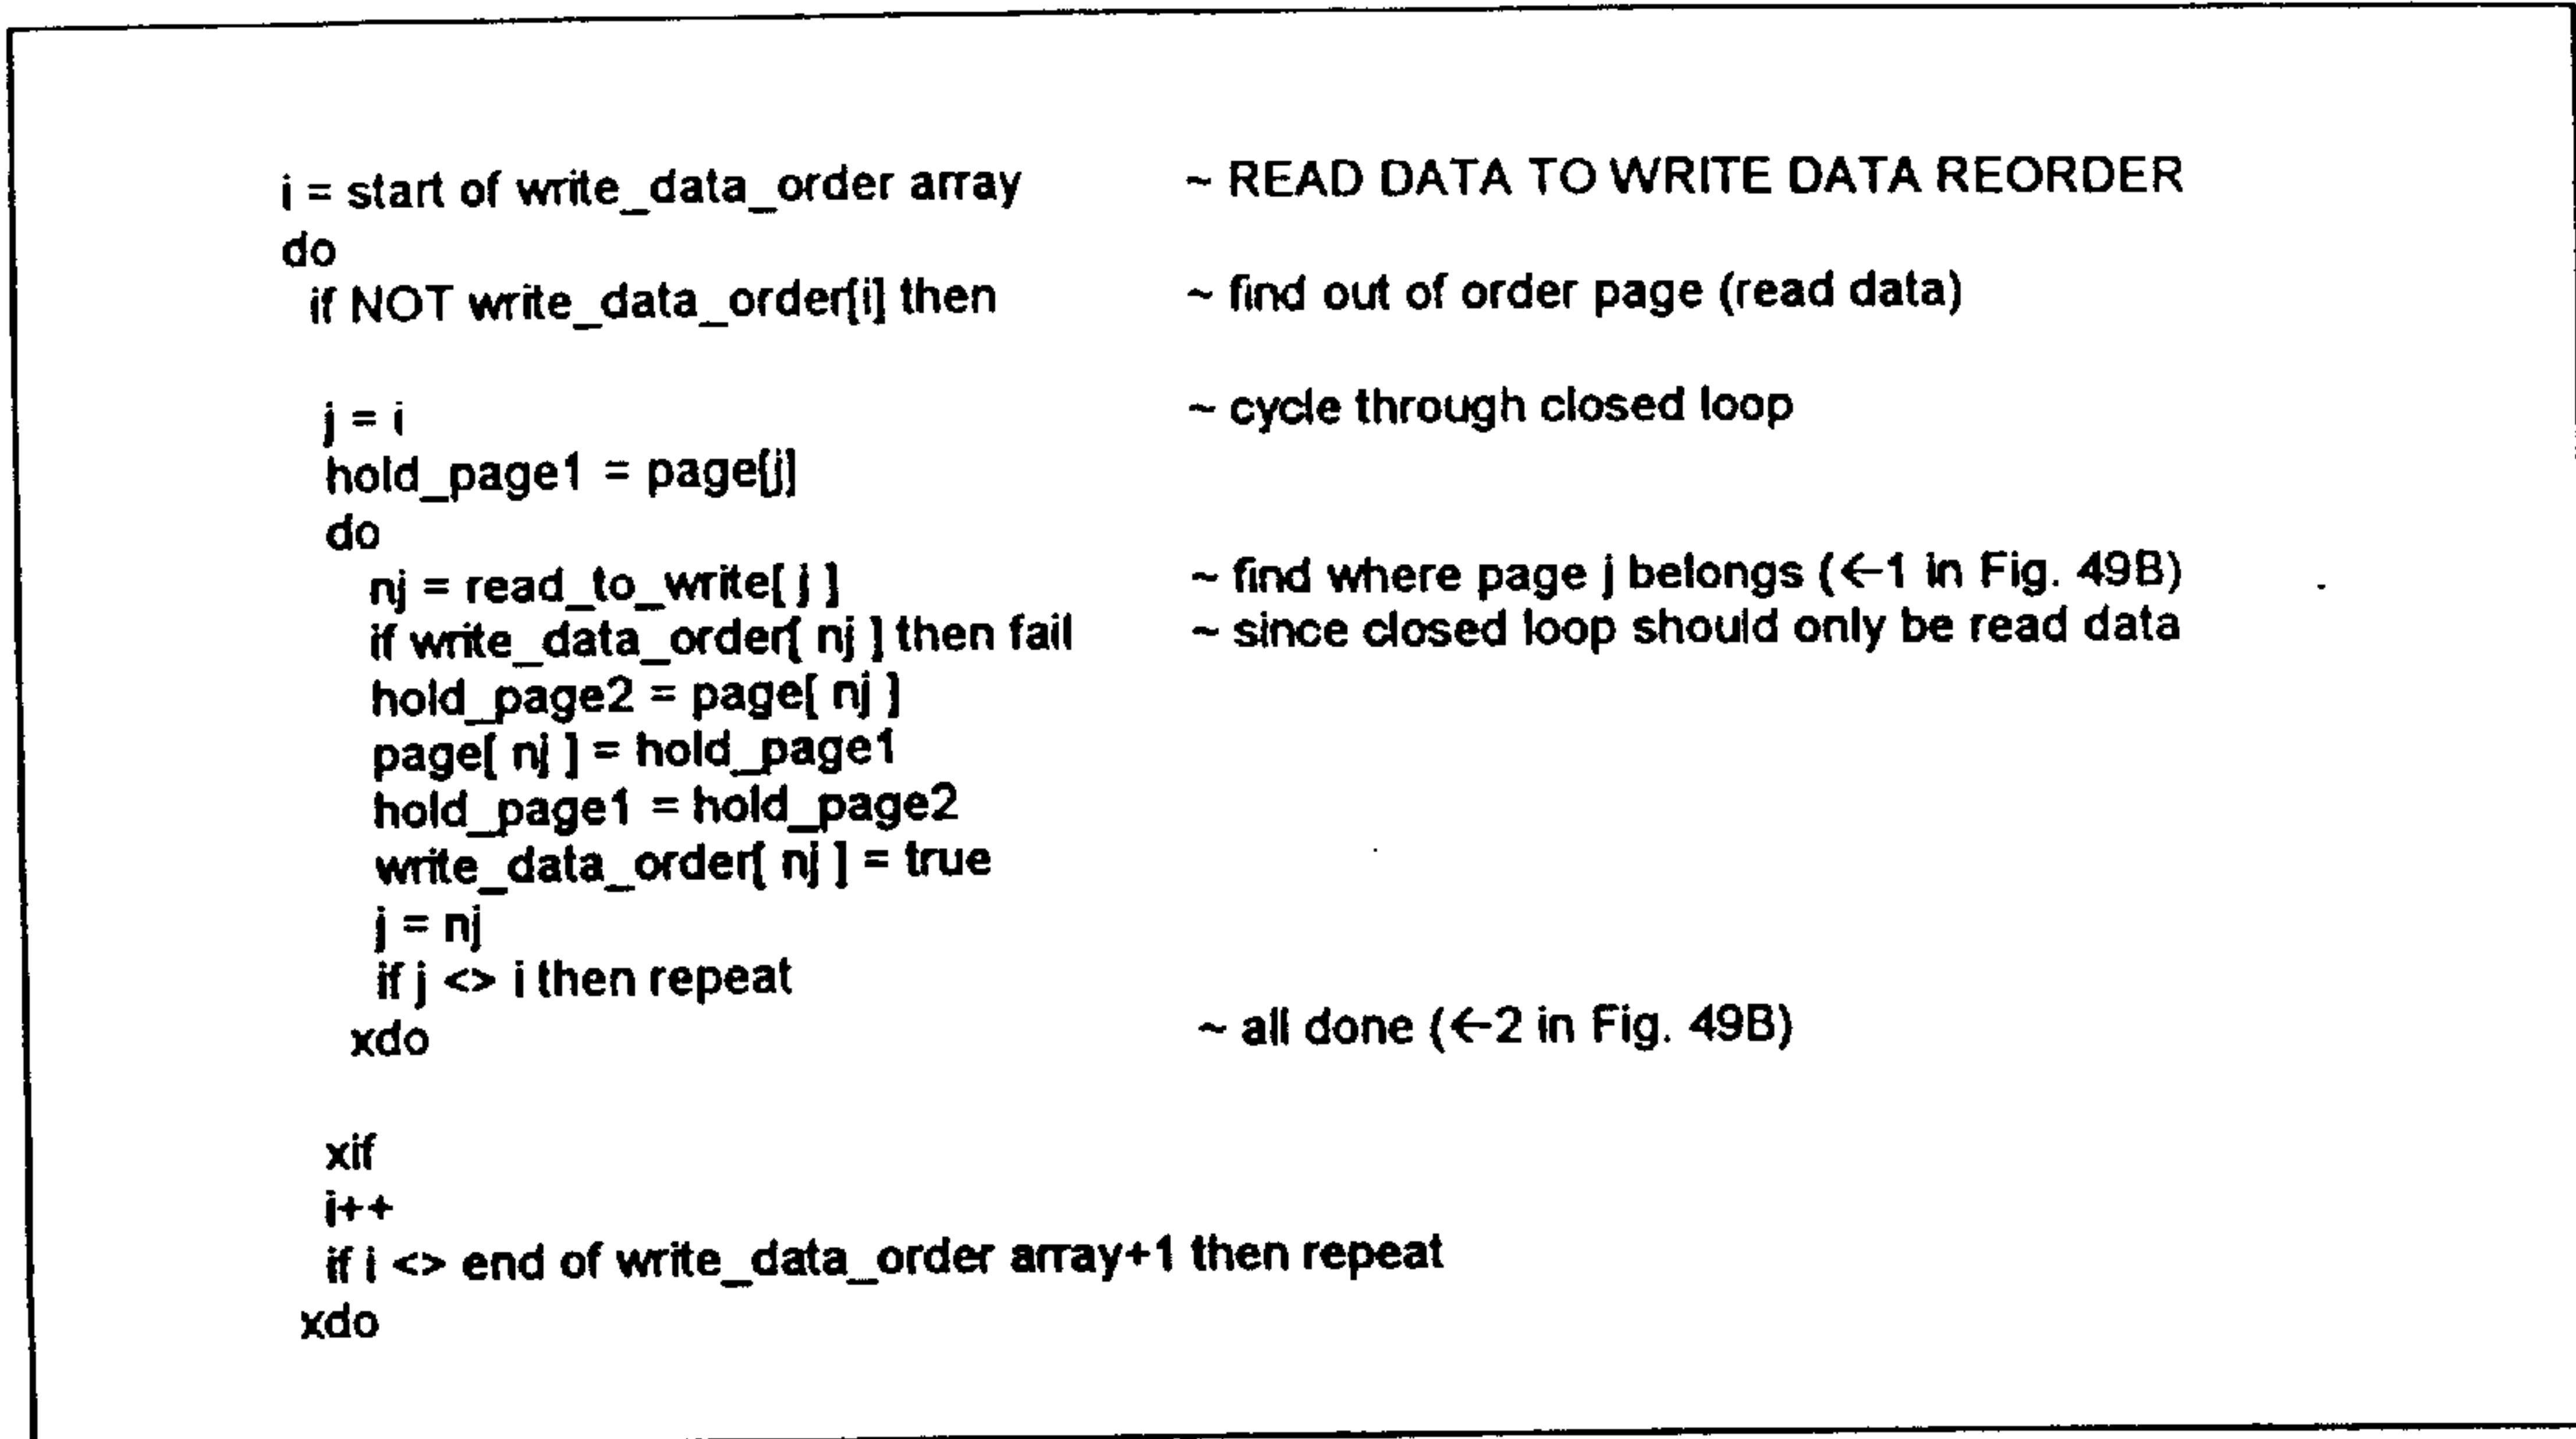 i = start of write_data_order array ~ READ DATA TO WRITE DATA REORDER
do
if NOT write_data_order[i] then ~ find out of order page (read data)
j = i ~ cycle through closed loop
hold_page1 = page[j]
do
nj = read_to_write[ j ] ~ find where page j belongs (←1 in Fig. 49B)
if write_data_order[ nj ] then fail ~ since closed loop should only be read data
hold_page2 = page[ nj ]
page[ nj ] = hold_page1
hold_page1 = hold_page2
write_data_order[ nj ] = true
j = nj
if j <> i then repeat
xdo ~ all done (←2 in Fig. 49B)
xif
i++
if i <> end of write_data_order array+1 then repeat
xdo